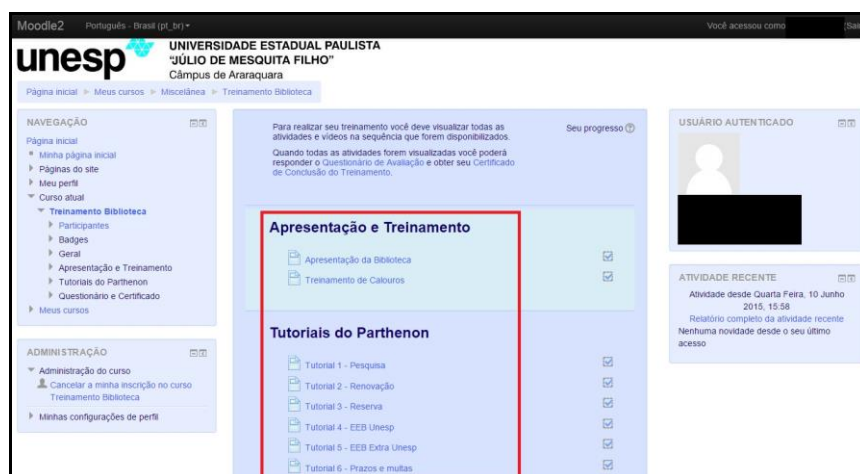 Moodle2 Português - Brasil (pt_br) Você acessou como (Sair
unesp
UNIVERSIDADE ESTADUAL PAULISTA
"JÚLIO DE MESQUITA FILHO"
Câmpus de Araraquara
Página inicial Meus cursos Miscelânea Treinamento Biblioteca
NAVEGAÇÃO
Página inicial
Minha página inicial
Páginas do site
Meu perfil
Curso atual
Treinamento Biblioteca
Participantes
Badges
Geral
Apresentação e Treinamento
Tutoriais do Parthenon
Questionário e Certificado
Meus cursos
ADMINISTRAÇÃO
Administração do curso
Cancelar a minha inscrição no curso
Treinamento Biblioteca
Minhas configurações de perfil
Para realizar seu treinamento você deve visualizar todas as
atividades e vídeos na sequência que forem disponibilizados.
Seu progresso
Quando todas as atividades forem visualizadas você poderá
responder o Questionário de Avaliação e obter seu Certificado
de Conclusão do Treinamento.
Apresentação e Treinamento
Apresentação da Biblioteca
Treinamento de Calouros
Tutoriais do Parthenon
Tutorial 1 - Pesquisa
Tutorial 2 - Renovação
Tutorial 3 - Reserva
Tutorial 4 - EEB Unesp
Tutorial 5 - EEB Extra Unesp
Tutorial 6 - Prazos e multas
USUÁRIO AUTENTICADO
ATIVIDADE RECENTE
Atividade desde Quarta Feira, 10 Junho
2015, 15:58
Relatório completo da atividade recente
Nenhuma novidade desde o seu último
acesso